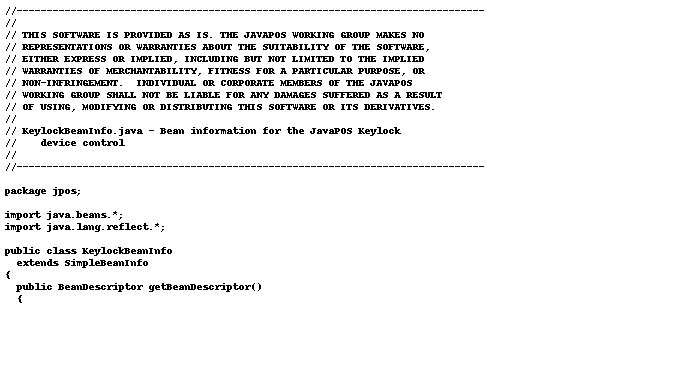 //------------------------------------------------------------------------------
//
// THIS SOFTWARE IS PROVIDED AS IS. THE JAVAPOS WORKING GROUP MAKES NO
// REPRESENTATIONS OR WARRANTIES ABOUT THE SUITABILITY OF THE SOFTWARE,
// EITHER EXPRESS OR IMPLIED, INCLUDING BUT NOT LIMITED TO THE IMPLIED
// WARRANTIES OF MERCHANTABILITY, FITNESS FOR A PARTICULAR PURPOSE, OR
// NON-INFRINGEMENT.  INDIVIDUAL OR CORPORATE MEMBERS OF THE JAVAPOS
// WORKING GROUP SHALL NOT BE LIABLE FOR ANY DAMAGES SUFFERED AS A RESULT
// OF USING, MODIFYING OR DISTRIBUTING THIS SOFTWARE OR ITS DERIVATIVES.
//
// KeylockBeanInfo.java - Bean information for the JavaPOS Keylock
//    device control
//
//------------------------------------------------------------------------------

package jpos;

import java.beans.*;
import java.lang.reflect.*;

public class KeylockBeanInfo
  extends SimpleBeanInfo
{
  public BeanDescriptor getBeanDescriptor()
  {